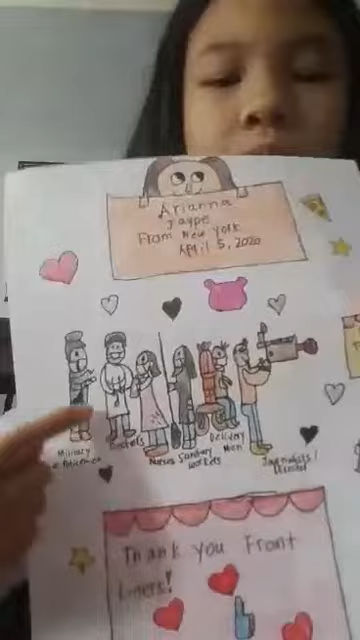 Arianna
Jaype
From New York
April 5, 2020
Military
Policemen
Doctors
Nurses
Sanitary
workers
Delivery
Men
Journalists/
Thank you Front
Liners!